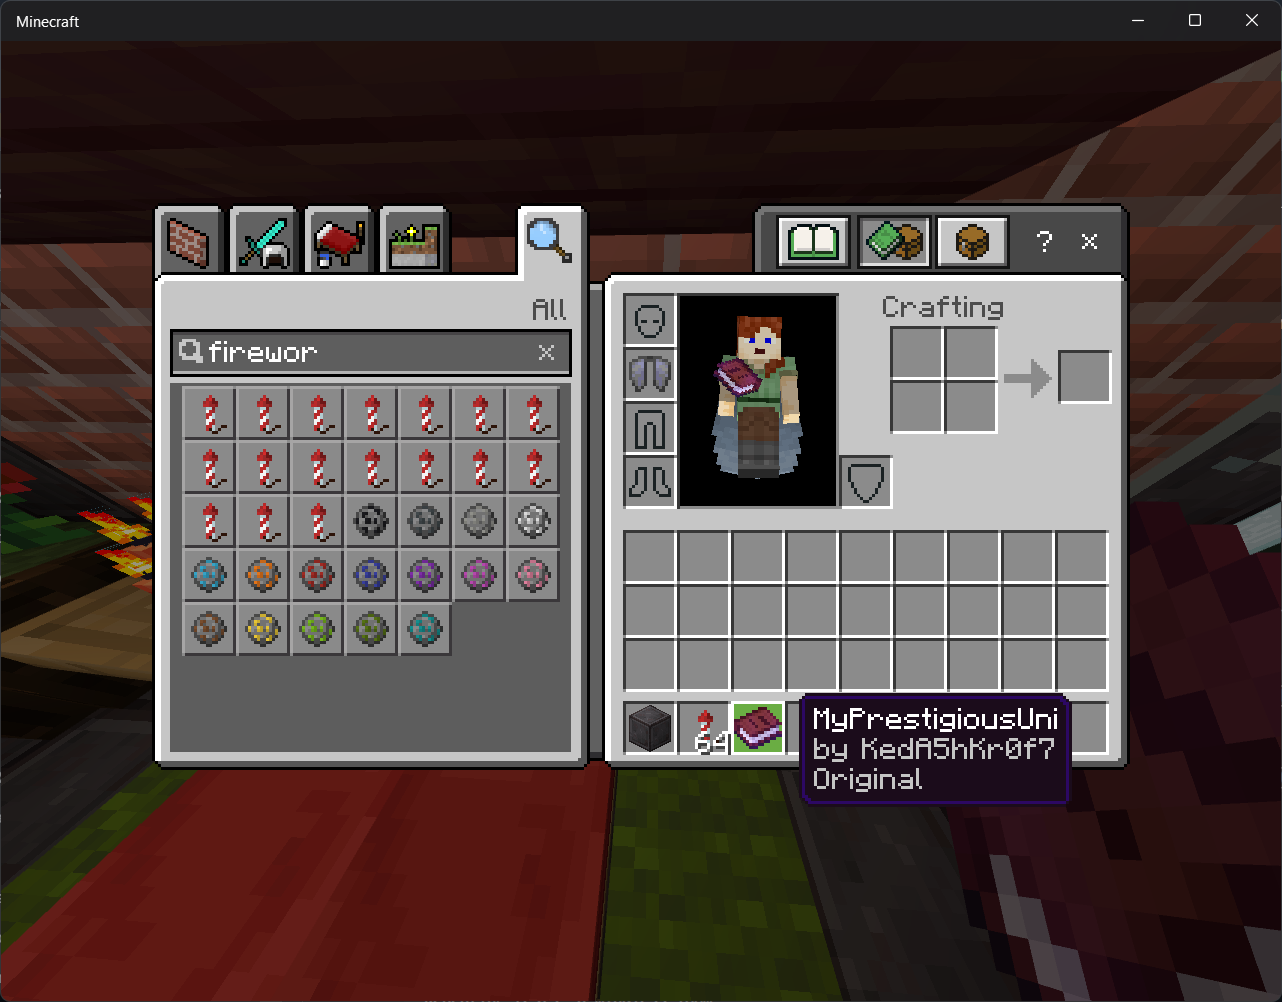 Minecraft
All
firewor
Crafting
?
64
MyPrestigiousUni
by KedA5hKr0f7
Original